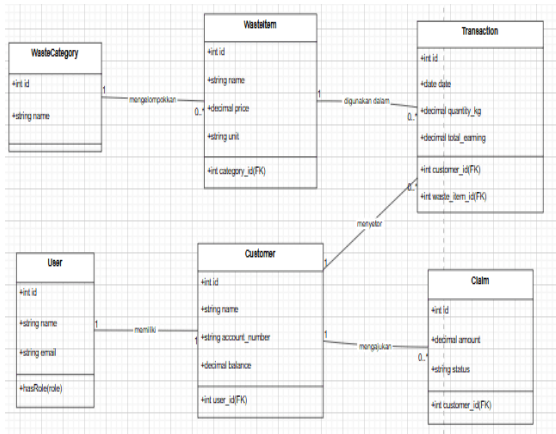 WasteCategory
+int id
+string name
1
mengelompokkan
0..*
WasteItem
+int id
+string name
+decimal price
+string unit
+int category_id(FK)
1
digunakan dalam
0..*
Transaction
+int id
+date date
+decimal quantity_kg
+decimal total_earning
+int customer_id(FK)
+int waste_item_id(FK)
0..*
menyetor
1
User
+int id
+string name
+string email
+hasRole(role)
1
memiliki
1
Customer
+int id
+string name
+string account_number
+decimal balance
+int user_id(FK)
1
mengajukan
0..*
Claim
+int id
+decimal amount
+string status
+int customer_id(FK)